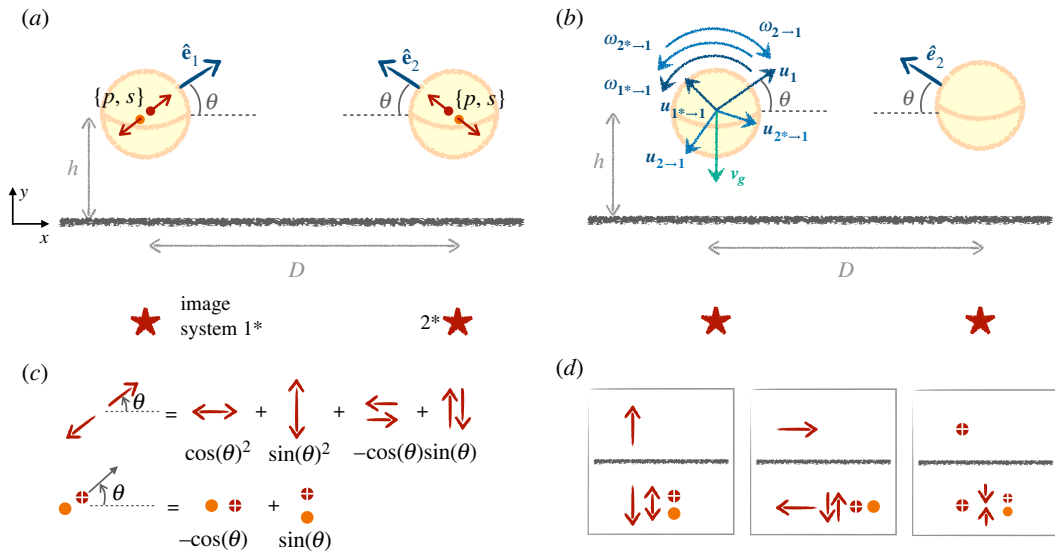 (a)
ê₁
{p, s}
θ
ê₂
{p, s}
θ
h
y
x
D
image
system 1*
2*
(b)
ω₂*→₁
ω₂→₁
ω₁*→₁
u₁
θ
u₁*→₁
u₂*→₁
u₂→₁
v_g
ê₂
θ
h
D
(c)
θ = + + +
cos(θ)² sin(θ)² –cos(θ)sin(θ)
θ = +
–cos(θ) sin(θ)
(d)